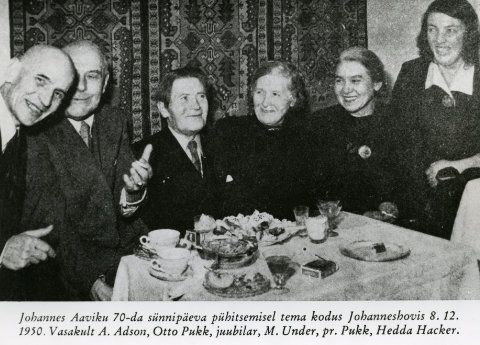 Johannes Aaviku 70-da sünnipäeva pühitsemisel tema kodus Johanneshovis 8. 12.
1950. Vasakult A. Adson, Otto Pukk, juubilar, M. Under, pr. Pukk, Hedda Hacker.